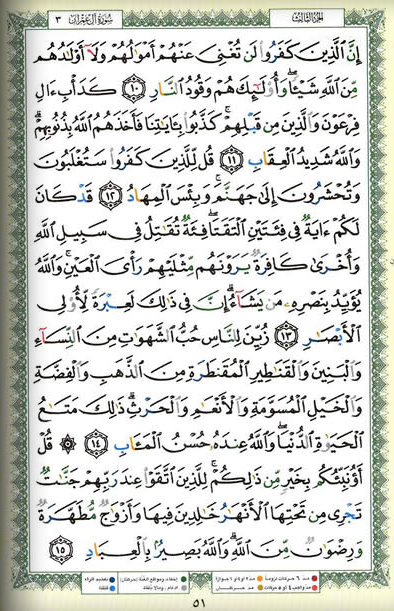 الجزء الثالث سورة آل عمران ٣
إِنَّ ٱلَّذِينَ كَفَرُوا۟ لَن تُغْنِىَ عَنْهُمْ أَمْوَٰلُهُمْ وَلَآ أَوْلَٰدُهُم
مِّنَ ٱللَّهِ شَيْـًٔا ۖ وَأُو۟لَٰٓئِكَ هُمْ وَقُودُ ٱلنَّارِ ١٠ كَدَأْبِ ءَالِ
فِرْعَوْنَ وَٱلَّذِينَ مِن قَبْلِهِمْ ۚ كَذَّبُوا۟ بِـَٔايَٰتِنَا فَأَخَذَهُمُ ٱللَّهُ بِذُنُوبِهِمْ ۗ
وَٱللَّهُ شَدِيدُ ٱلْعِقَابِ ١١ قُل لِّلَّذِينَ كَفَرُوا۟ سَتُغْلَبُونَ
وَتُحْشَرُونَ إِلَىٰ جَهَنَّمَ ۚ وَبِئْسَ ٱلْمِهَادُ ١٢ قَدْ كَانَ
لَكُمْ ءَايَةٌ فِى فِئَتَيْنِ ٱلْتَقَتَا ۖ فِئَةٌ تُقَٰتِلُ فِى سَبِيلِ ٱللَّهِ
وَأُخْرَىٰ كَافِرَةٌ يَرَوْنَهُم مِّثْلَيْهِمْ رَأْىَ ٱلْعَيْنِ ۚ وَٱللَّهُ
يُؤَيِّدُ بِنَصْرِهِۦ مَن يَشَآءُ ۗ إِنَّ فِى ذَٰلِكَ لَعِبْرَةً لِّأُو۟لِى
ٱلْأَبْصَٰرِ ١٣ زُيِّنَ لِلنَّاسِ حُبُّ ٱلشَّهَوَٰتِ مِنَ ٱلنِّسَآءِ
وَٱلْبَنِينَ وَٱلْقَنَٰطِيرِ ٱلْمُقَنطَرَةِ مِنَ ٱلذَّهَبِ وَٱلْفِضَّةِ
وَٱلْخَيْلِ ٱلْمُسَوَّمَةِ وَٱلْأَنْعَٰمِ وَٱلْحَرْثِ ۗ ذَٰلِكَ مَتَٰعُ
ٱلْحَيَوٰةِ ٱلدُّنْيَا ۖ وَٱللَّهُ عِندَهُۥ حُسْنُ ٱلْمَـَٔابِ ١٤ ۞ قُلْ
أَؤُنَبِّئُكُم بِخَيْرٍ مِّن ذَٰلِكُمْ ۚ لِلَّذِينَ ٱتَّقَوْا۟ عِندَ رَبِّهِمْ جَنَّٰتٌ
تَجْرِى مِن تَحْتِهَا ٱلْأَنْهَٰرُ خَٰلِدِينَ فِيهَا وَأَزْوَٰجٌ مُّطَهَّرَةٌ
وَرِضْوَٰنٌ مِّنَ ٱللَّهِ ۗ وَٱللَّهُ بَصِيرٌۢ بِٱلْعِبَادِ ١٥
٥١